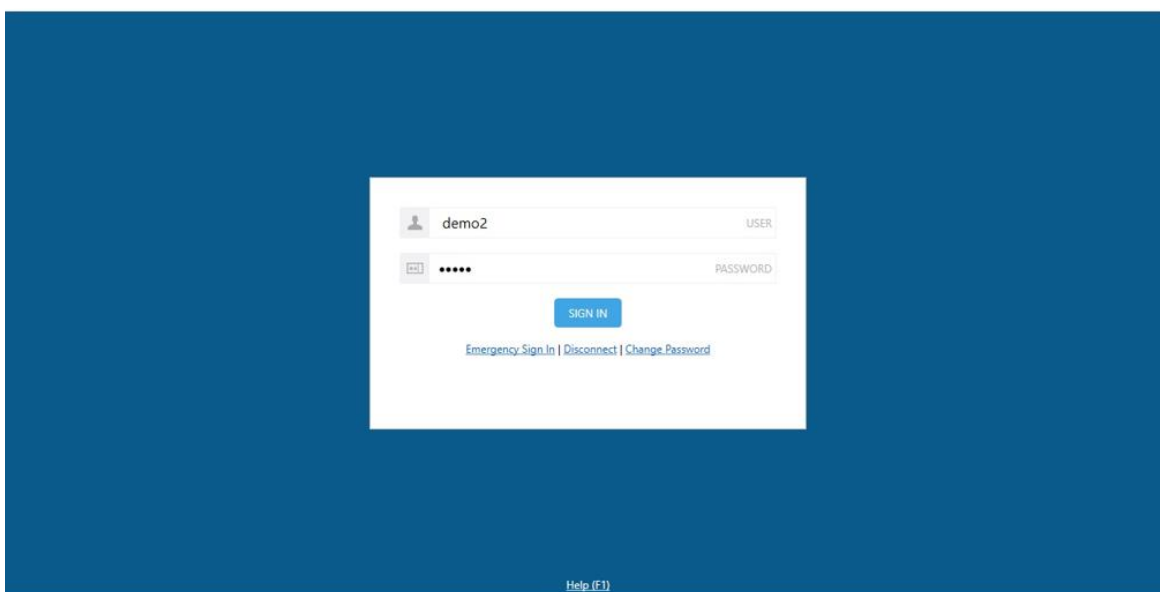 demo2 USER
••••• PASSWORD
SIGN IN
Emergency Sign In | Disconnect | Change Password
Help (F1)